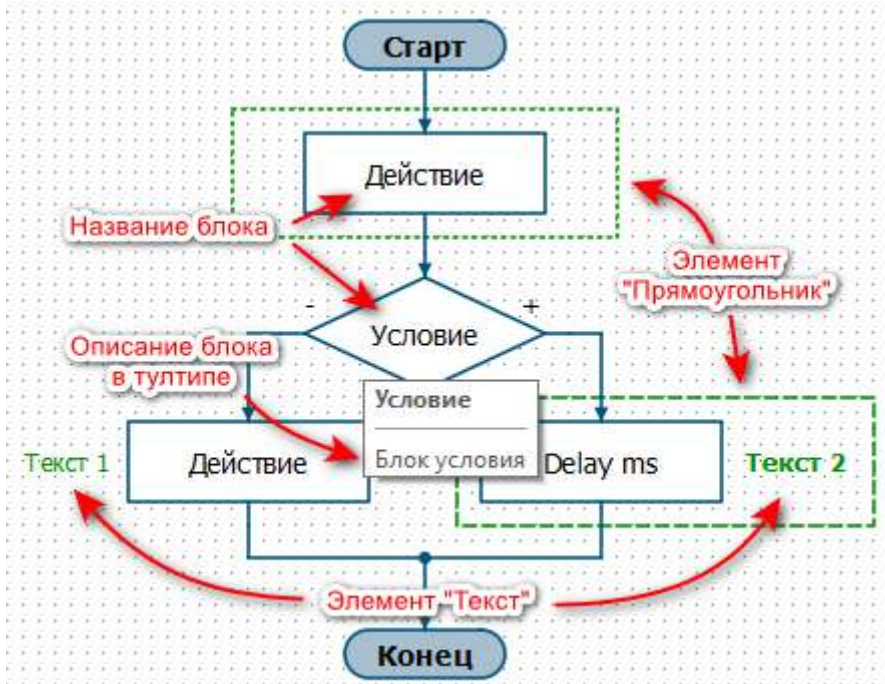 Старт
Действие
Название блока
Элемент
"Прямоугольник"
-
+
Условие
Описание блока
в тултипе
Условие
Блок условия
Текст 1
Действие
Delay ms
Текст 2
Элемент "Текст"
Конец